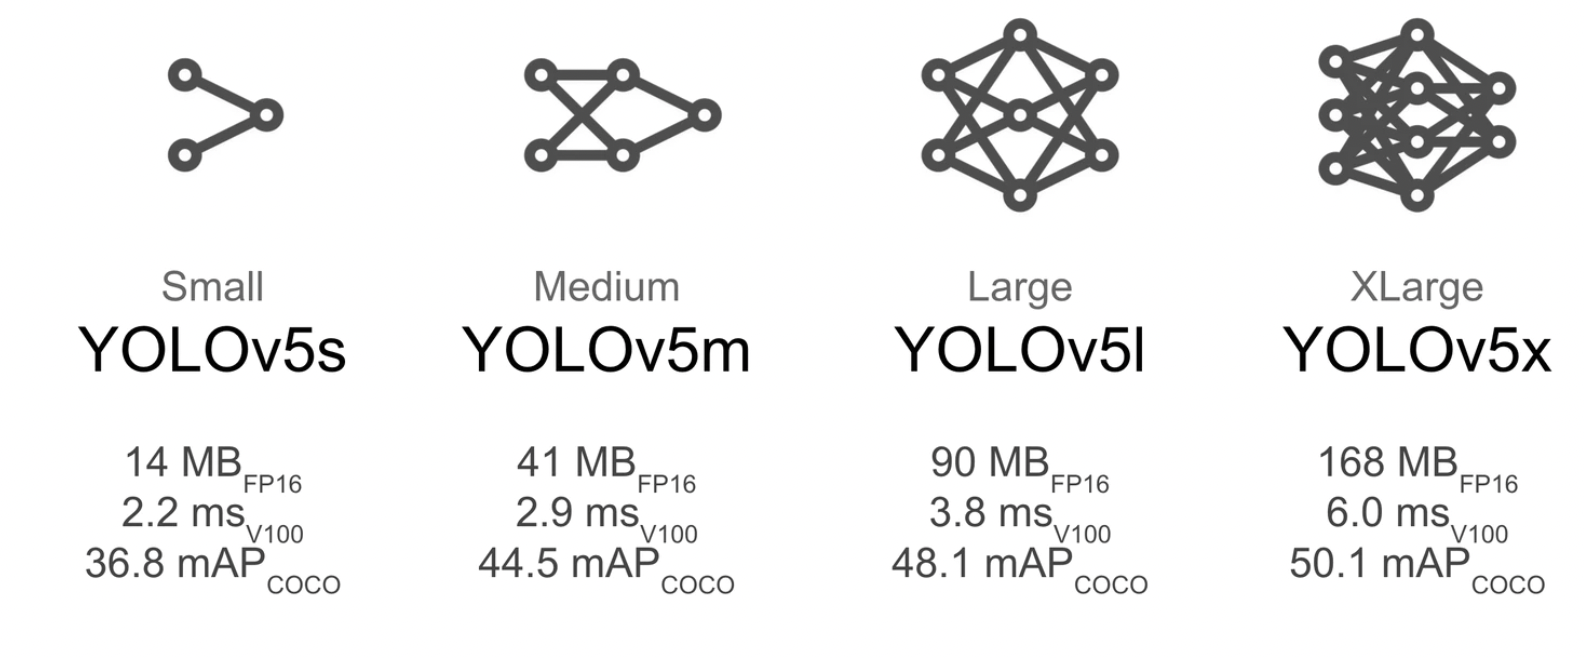 Small
YOLOv5s
14 MB FP16
2.2 ms V100
36.8 mAP COCO
Medium
YOLOv5m
41 MB FP16
2.9 ms V100
44.5 mAP COCO
Large
YOLOv5l
90 MB FP16
3.8 ms V100
48.1 mAP COCO
XLarge
YOLOv5x
168 MB FP16
6.0 ms V100
50.1 mAP COCO